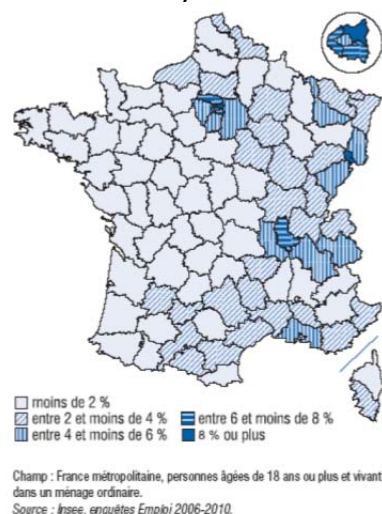 moins de 2 %
entre 2 et moins de 4 %
entre 4 et moins de 6 %
entre 6 et moins de 8 %
8 % ou plus
Champ : France métropolitaine, personnes âgées de 18 ans ou plus et vivant
dans un ménage ordinaire.
Source : Insee, enquêtes Emploi 2006-2010.